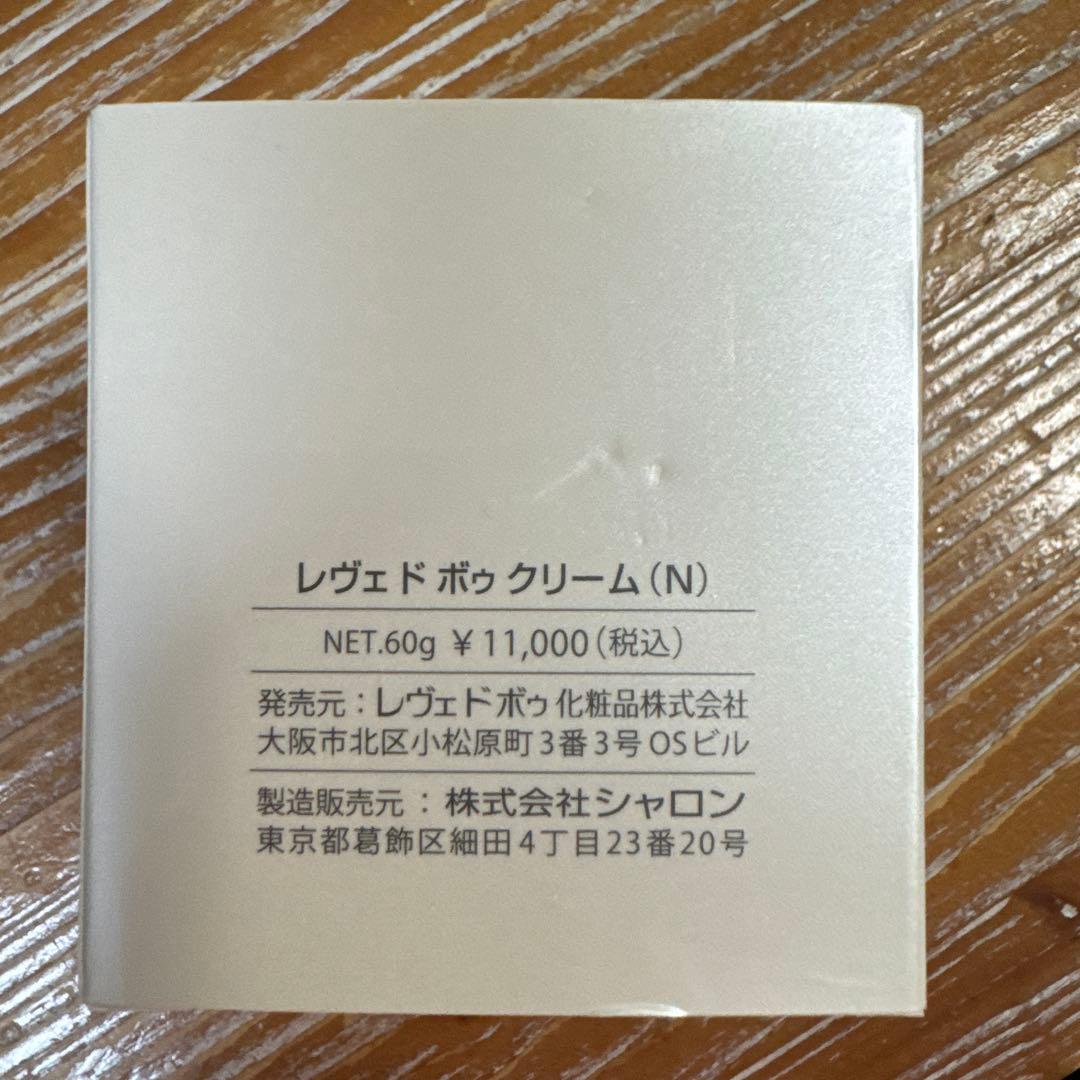 レヴェド ボゥ クリーム（N）
NET.60g ￥11,000（税込）
発売元：レヴェドボゥ化粧品株式会社
大阪市北区小松原町3番3号OSビル
製造販売元：株式会社シャロン
東京都葛飾区細田4丁目23番20号